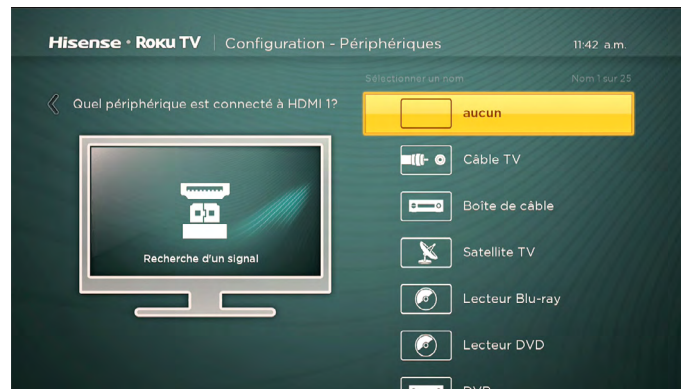 Hisense • ROKU TV | Configuration - Périphériques 11:42 a.m.
Sélectionner un nom Nom 1 sur 25
Quel périphérique est connecté à HDMI 1?
aucun
Câble TV
Boîte de câble
Recherche d'un signal
Satellite TV
Lecteur Blu-ray
Lecteur DVD